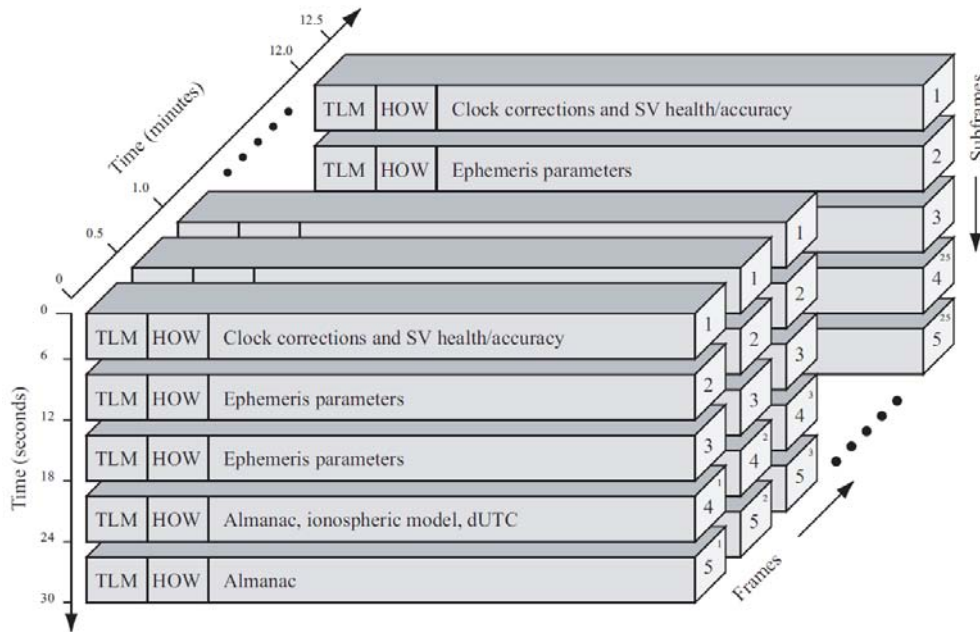 Time (minutes)
0
0.5
1.0
12.0
12.5
Subframes
TLM HOW Clock corrections and SV health/accuracy 1
TLM HOW Ephemeris parameters 2
3
4 25
5 25
1
2
3
4 3
5 3
1
2
3
4 2
5 2
Time (seconds)
0
6
12
18
24
30
TLM HOW Clock corrections and SV health/accuracy 1
TLM HOW Ephemeris parameters 2
TLM HOW Ephemeris parameters 3
TLM HOW Almanac, ionospheric model, dUTC 4 1
TLM HOW Almanac 5 1
Frames